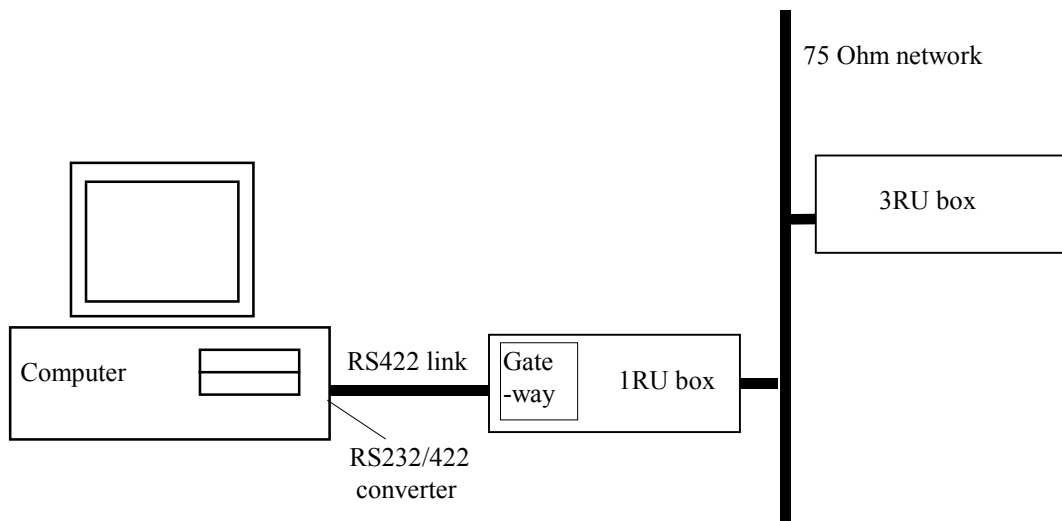 75 Ohm network
3RU box
Computer
RS422 link
Gate
-way
1RU box
RS232/422
converter